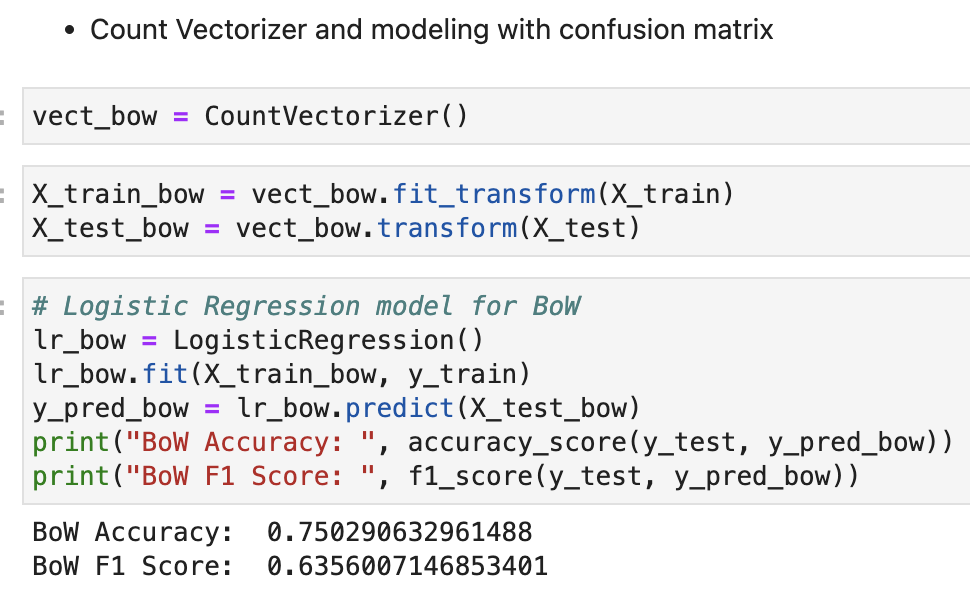 • Count Vectorizer and modeling with confusion matrix
vect_bow = CountVectorizer()
X_train_bow = vect_bow.fit_transform(X_train)
X_test_bow = vect_bow.transform(X_test)
# Logistic Regression model for BoW
lr_bow = LogisticRegression()
lr_bow.fit(X_train_bow, y_train)
y_pred_bow = lr_bow.predict(X_test_bow)
print("BoW Accuracy: ", accuracy_score(y_test, y_pred_bow))
print("BoW F1 Score: ", f1_score(y_test, y_pred_bow))
BoW Accuracy:  0.750290632961488
BoW F1 Score:  0.6356007146853401